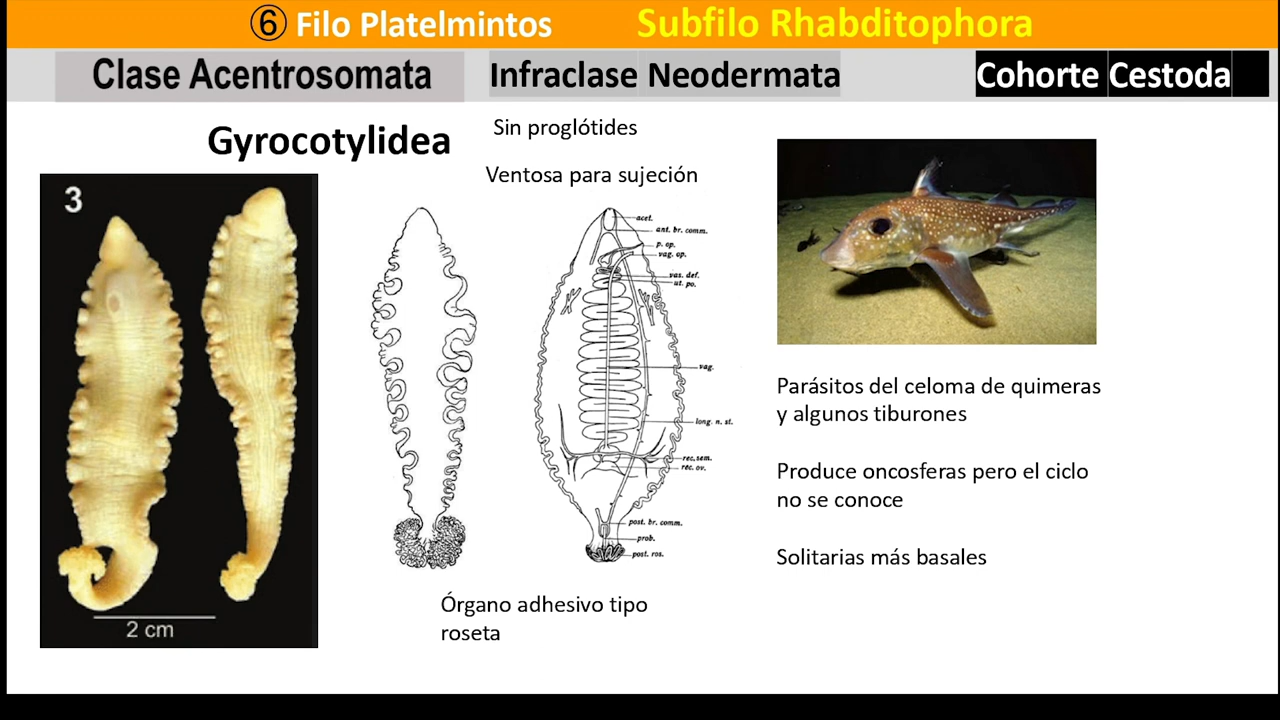 ⑥ Filo Platelmintos Subfilo Rhabditophora
Clase Acentrosomata Infraclase Neodermata Cohorte Cestoda
Gyrocotylidea
Sin proglótides
Ventosa para sujeción
3
2 cm
acet.
ant. br. comm.
p. op.
vag. op.
vas. def.
ut. po.
vag.
long. n. st.
rec. sem.
rec. ov.
post. br. comm.
prob.
post. ros.
Órgano adhesivo tipo
roseta
Parásitos del celoma de quimeras
y algunos tiburones
Produce oncosferas pero el ciclo
no se conoce
Solitarias más basales